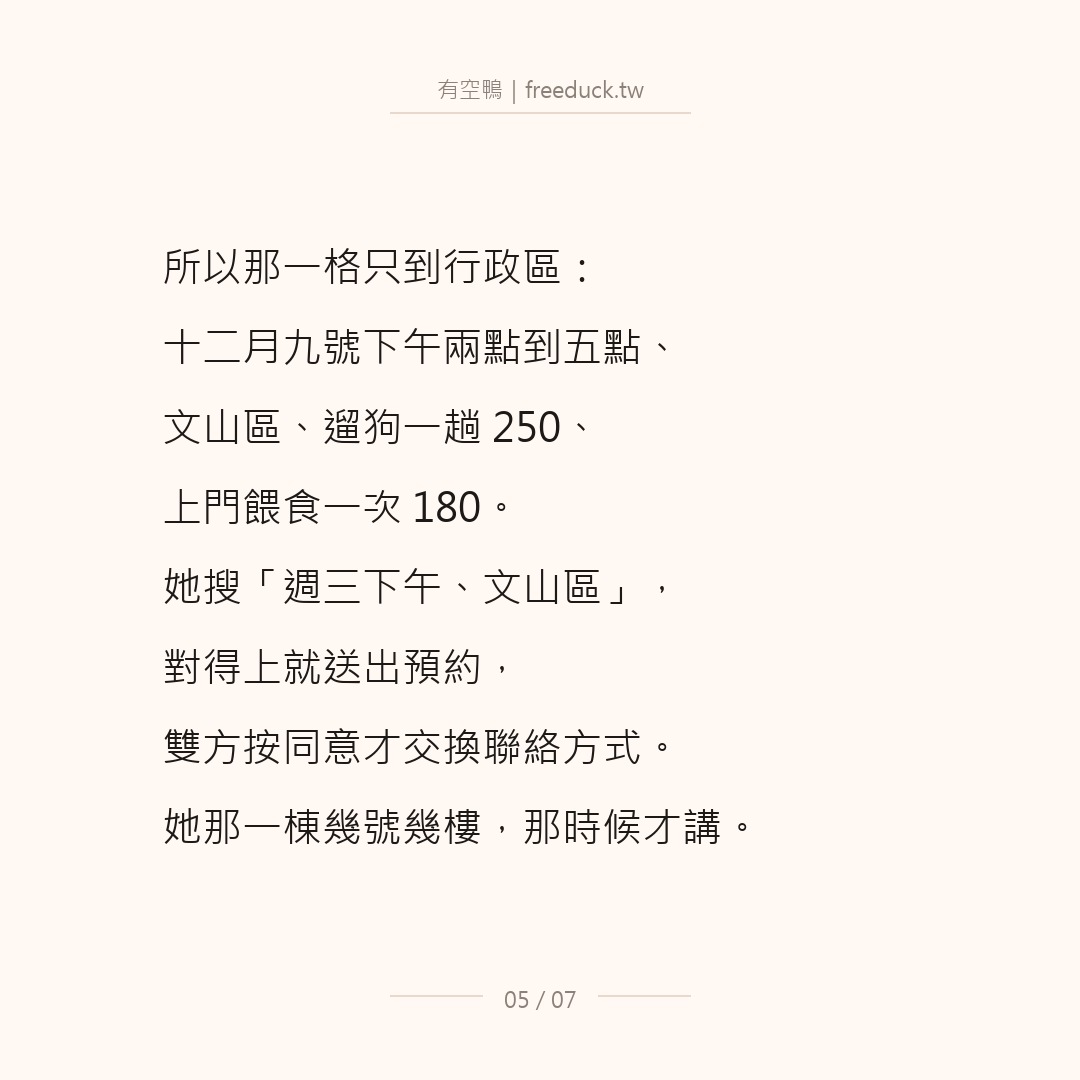 有空鴨 | freeduck.tw
所以那一格只到行政區：
十二月九號下午兩點到五點、
文山區、遛狗一趟 250、
上門餵食一次 180。
她搜「週三下午、文山區」，
對得上就送出預約，
雙方按同意才交換聯絡方式。
她那一棟幾號幾樓，那時候才講。
05 / 07